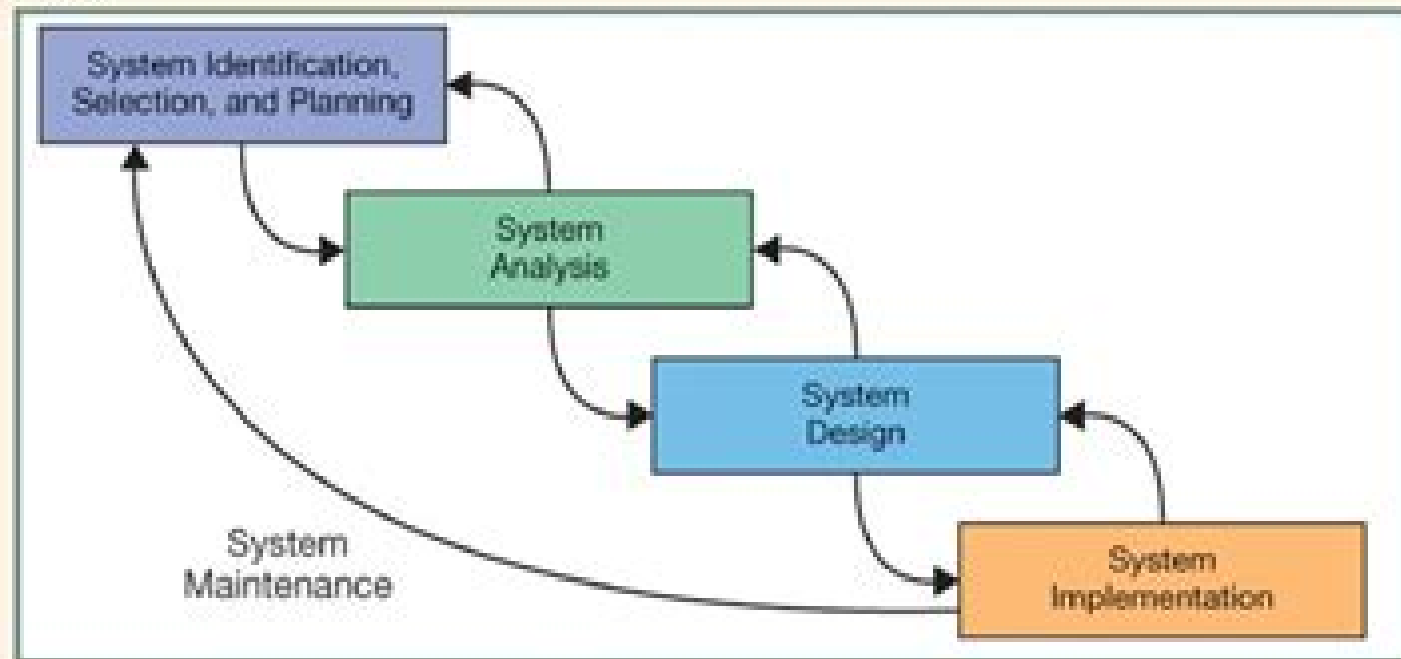 System Identification,
Selection, and Planning
System
Analysis
System
Design
System
Implementation
System
Maintenance